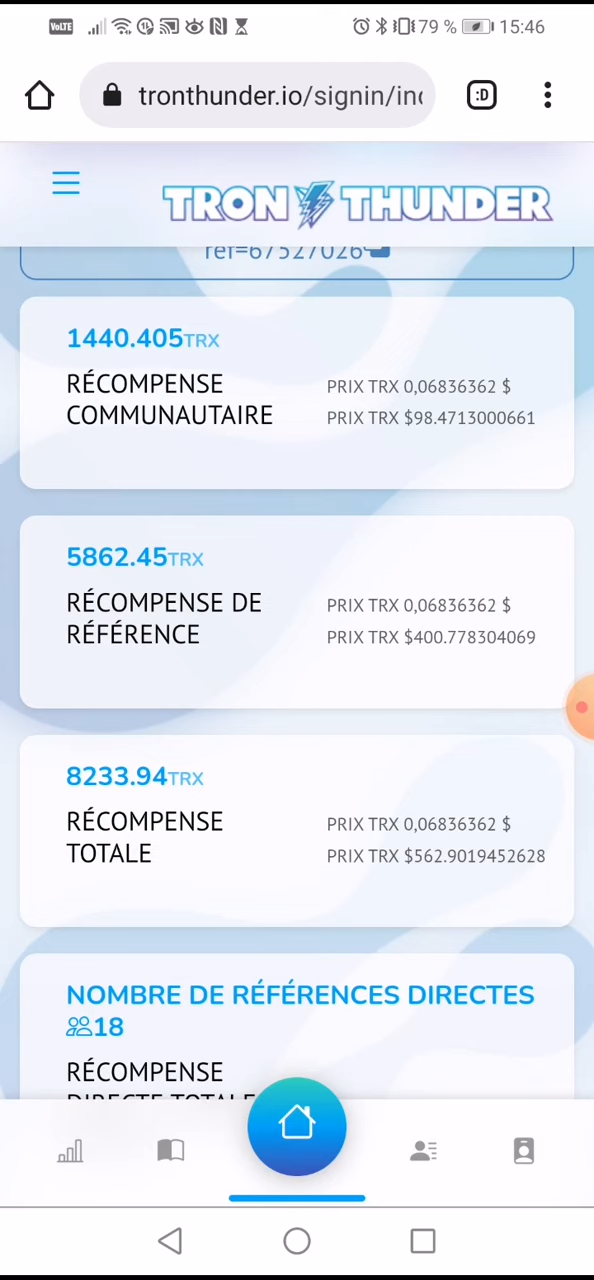 VoLTE 79 % 15:46
:D
tronthunder.io/signin/in
TRON THUNDER
ref=67527026
1440.405TRX
RÉCOMPENSE
COMMUNAUTAIRE
PRIX TRX 0,06836362 $
PRIX TRX $98.4713000661
5862.45TRX
RÉCOMPENSE DE
RÉFÉRENCE
PRIX TRX 0,06836362 $
PRIX TRX $400.778304069
8233.94TRX
RÉCOMPENSE
TOTALE
PRIX TRX 0,06836362 $
PRIX TRX $562.9019452628
NOMBRE DE RÉFÉRENCES DIRECTES
18
RÉCOMPENSE
DIRECTE TOTALE